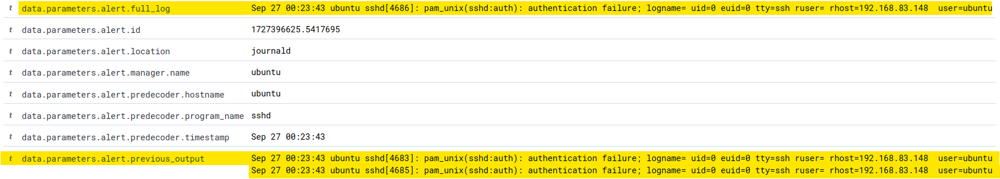 t data.parameters.alert.full_log Sep 27 00:23:43 ubuntu sshd[4686]: pam_unix(sshd:auth): authentication failure; logname= uid=0 euid=0 tty=ssh ruser= rhost=192.168.83.148  user=ubuntu
t data.parameters.alert.id 1727396625.5417695
t data.parameters.alert.location journald
t data.parameters.alert.manager.name ubuntu
t data.parameters.alert.predecoder.hostname ubuntu
t data.parameters.alert.predecoder.program_name sshd
t data.parameters.alert.predecoder.timestamp Sep 27 00:23:43
t data.parameters.alert.previous_output Sep 27 00:23:43 ubuntu sshd[4683]: pam_unix(sshd:auth): authentication failure; logname= uid=0 euid=0 tty=ssh ruser= rhost=192.168.83.148  user=ubuntu
Sep 27 00:23:43 ubuntu sshd[4685]: pam_unix(sshd:auth): authentication failure; logname= uid=0 euid=0 tty=ssh ruser= rhost=192.168.83.148  user=ubuntu